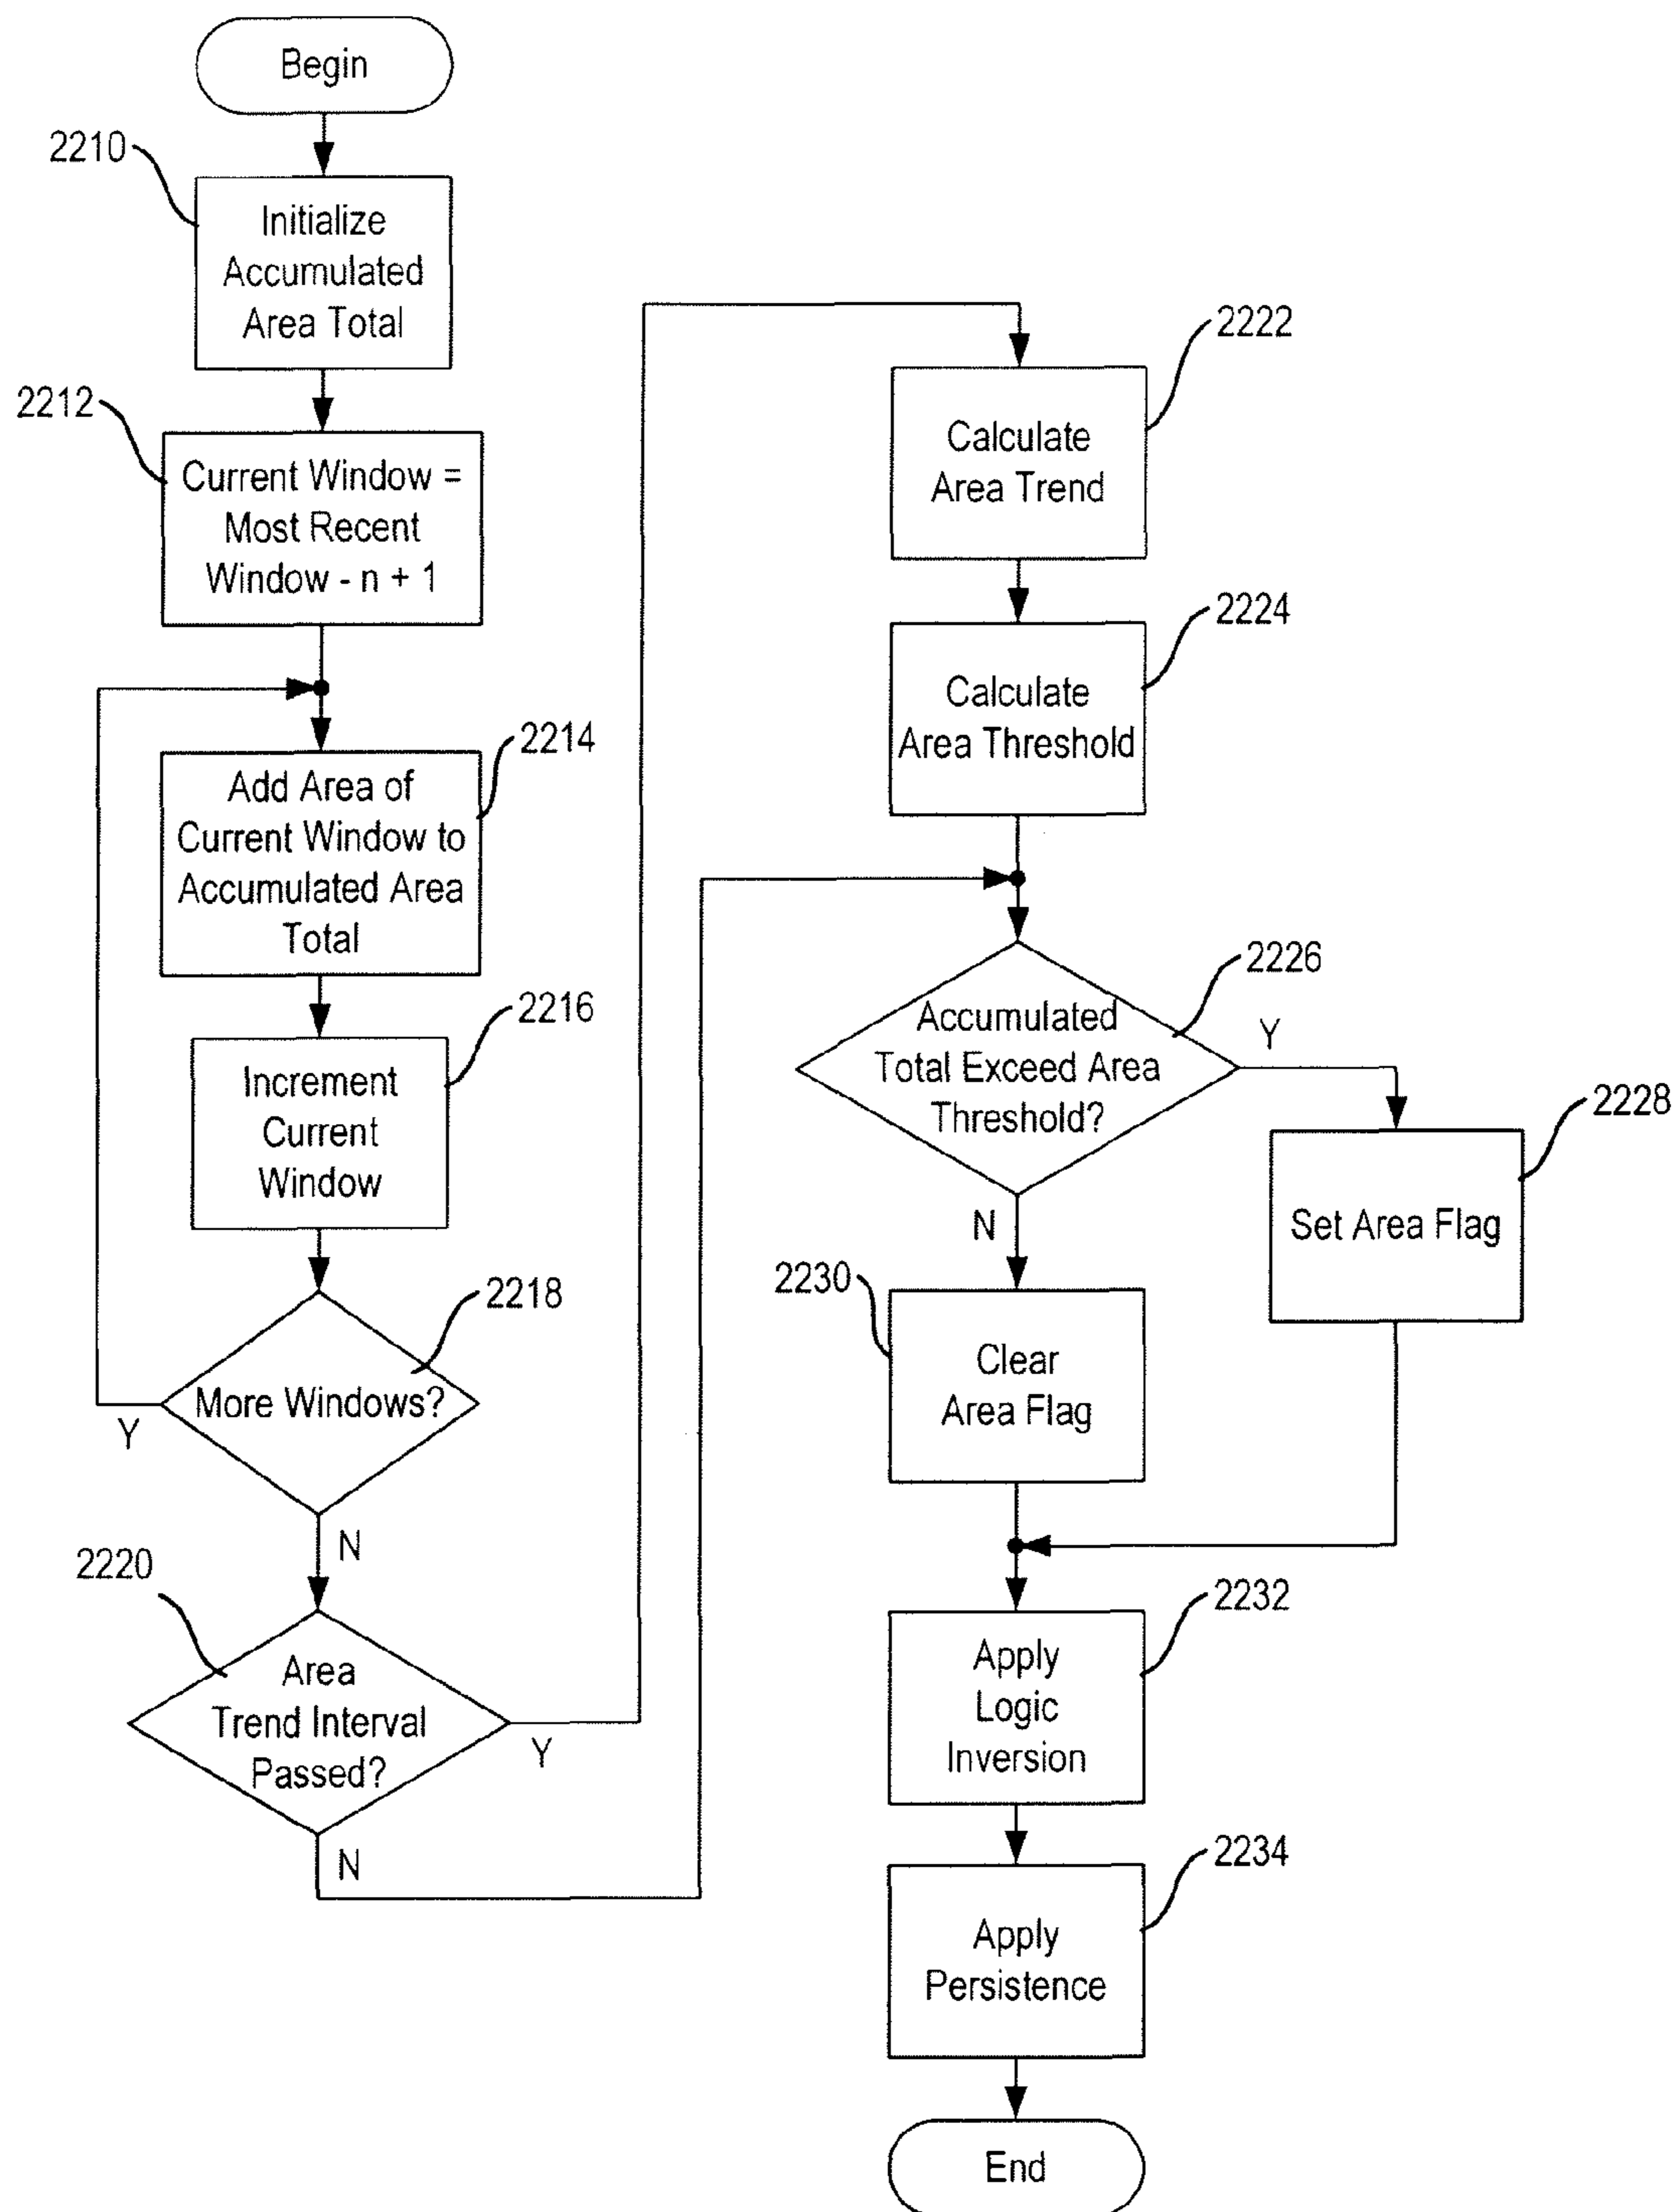 Begin
2210
Initialize
Accumulated
Area Total
2212
Current Window =
Most Recent
Window - n + 1
2214
Add Area of
Current Window to
Accumulated Area
Total
2216
Increment
Current
Window
2218
More Windows?
Y
N
2220
Area
Trend Interval
Passed?
Y
N
2222
Calculate
Area Trend
2224
Calculate
Area Threshold
2226
Accumulated
Total Exceed Area
Threshold?
Y
N
2228
Set Area Flag
2230
Clear
Area Flag
2232
Apply
Logic
Inversion
2234
Apply
Persistence
End